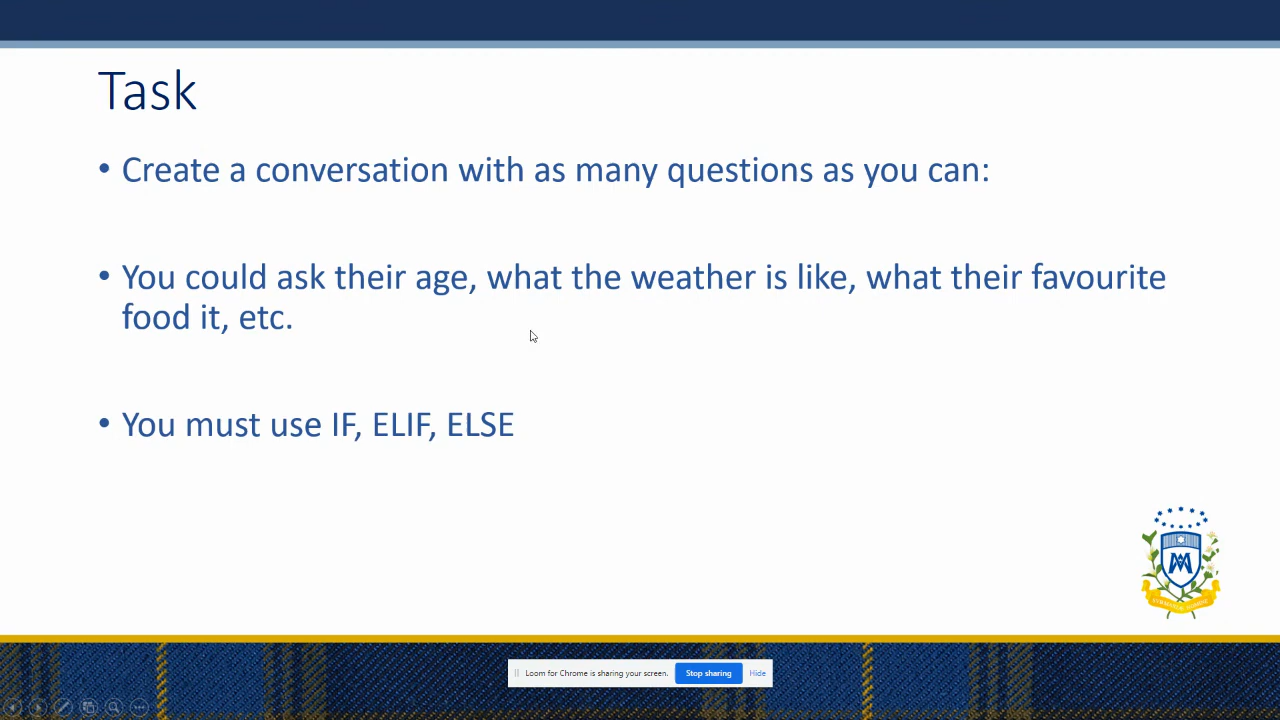 Task
• Create a conversation with as many questions as you can:
• You could ask their age, what the weather is like, what their favourite
food it, etc.
• You must use IF, ELIF, ELSE
Loom for Chrome is sharing your screen. Stop sharing Hide